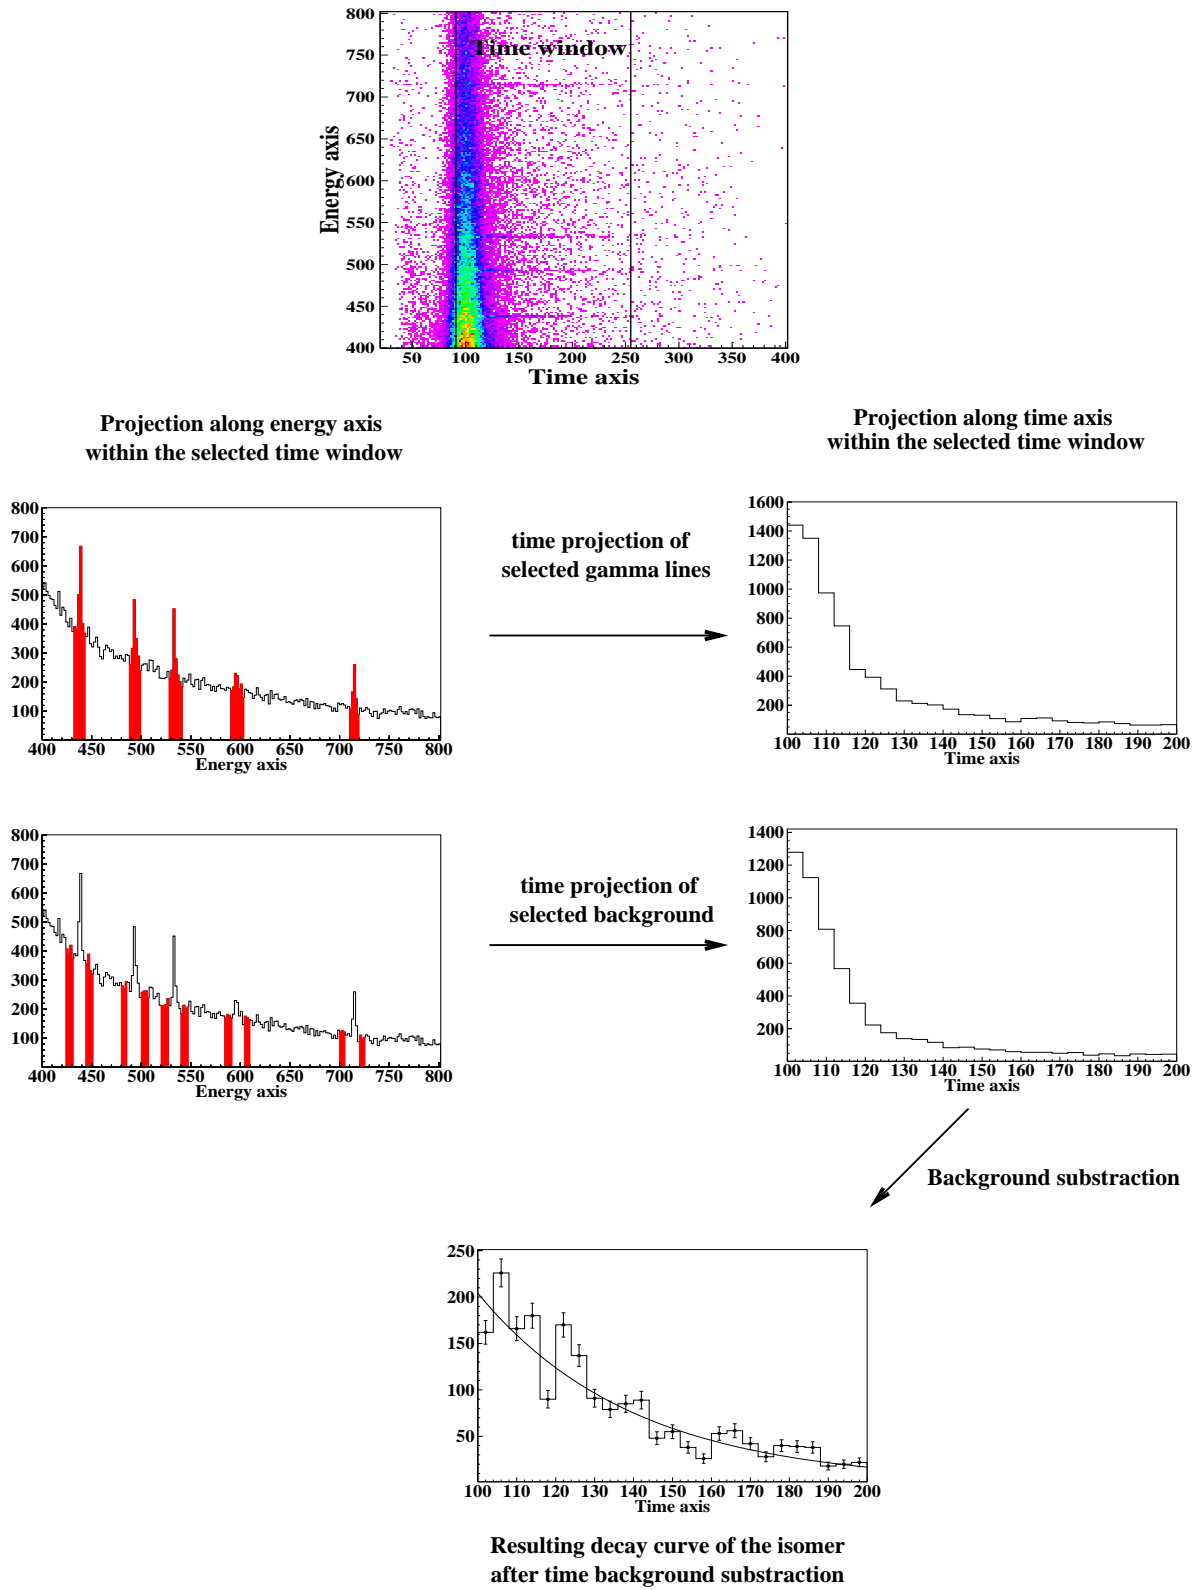 800
700
600
500
400
Energy axis
Time window
50 100 150 200 250 300 350 400
Time axis
Projection along energy axis
within the selected time window
Projection along time axis
within the selected time window
800
700
600
500
400
300
200
100
400 450 500 550 600 650 700 750 800
Energy axis
time projection of
selected gamma lines
1600
1400
1200
1000
800
600
400
200
100 110 120 130 140 150 160 170 180 190 200
Time axis
800
700
600
500
400
300
200
100
400 450 500 550 600 650 700 750 800
Energy axis
time projection of
selected background
1400
1200
1000
800
600
400
200
100 110 120 130 140 150 160 170 180 190 200
Time axis
Background substraction
250
200
150
100
50
100 110 120 130 140 150 160 170 180 190 200
Time axis
Resulting decay curve of the isomer
after time background substraction